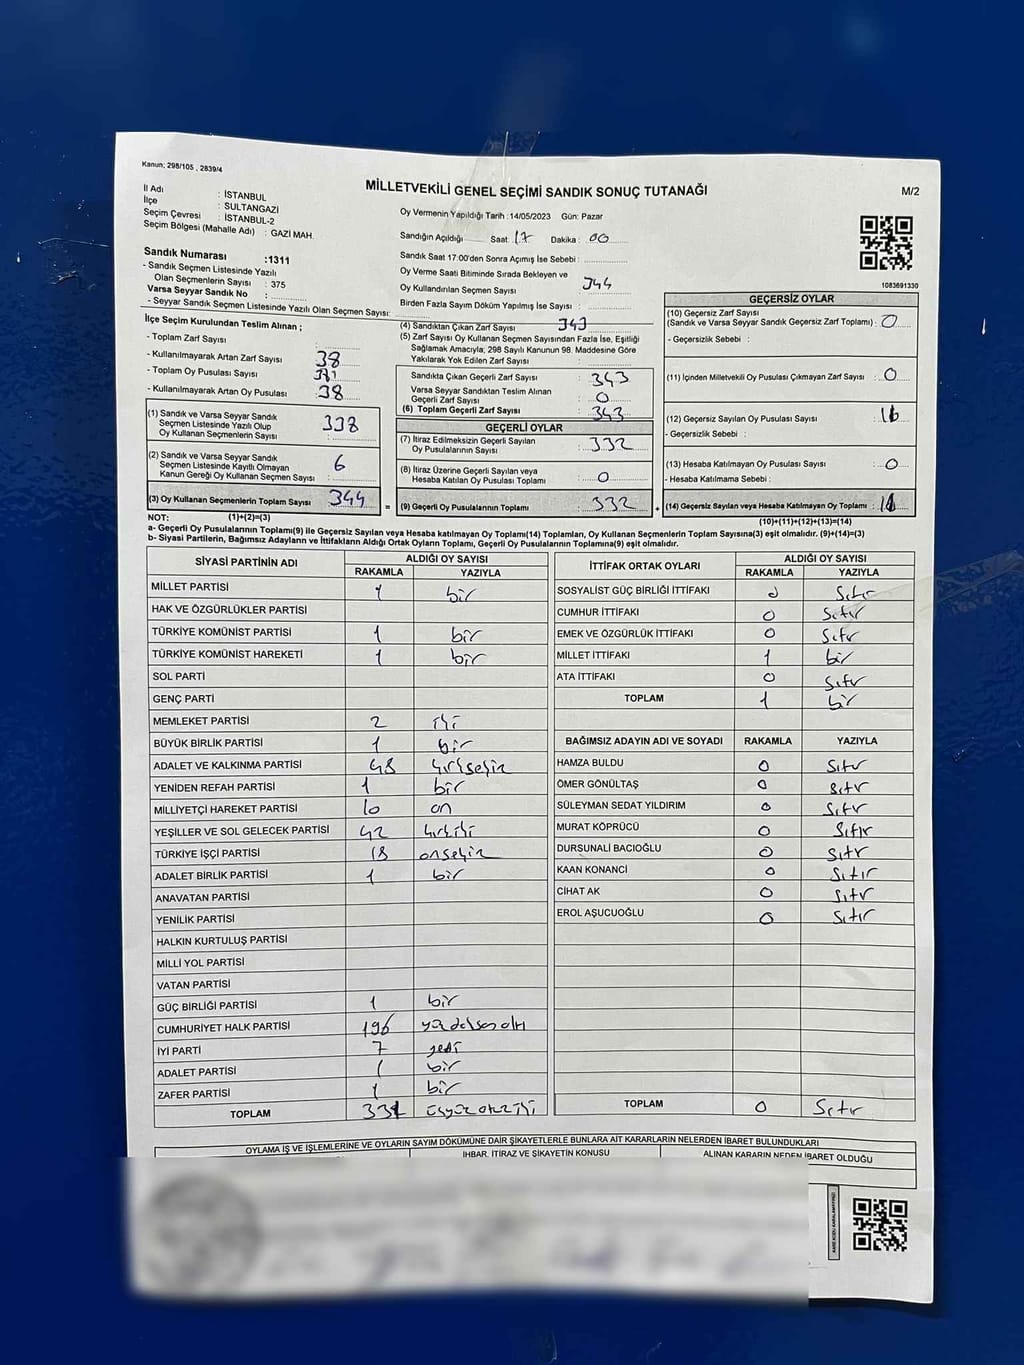 Kanun; 298/105 , 2839/4
MİLLETVEKİLİ GENEL SEÇİMİ SANDIK SONUÇ TUTANAĞI
M/2
İl Adı : İSTANBUL
İlçe : SULTANGAZİ
Seçim Çevresi : İSTANBUL-2
Seçim Bölgesi (Mahalle Adı) : GAZİ MAH.
Sandık Numarası :1311
- Sandık Seçmen Listesinde Yazılı
Olan Seçmenlerin Sayısı : 375
Varsa Seyyar Sandık No :
- Seyyar Sandık Seçmen Listesinde Yazılı Olan Seçmen Sayısı:
Oy Vermenin Yapıldığı Tarih :14/05/2023 Gün: Pazar
Sandığın Açıldığı Saat : 17 Dakika : 00
Sandık Saat 17:00'den Sonra Açımış İse Sebebi :
Oy Verme Saati Bitiminde Sırada Bekleyen ve
Oy Kullandırılan Seçmen Sayısı : 344
Birden Fazla Sayım Döküm Yapılmış İse Sayısı :
1083691330
İlçe Seçim Kurulundan Teslim Alınan ;
- Toplam Zarf Sayısı :
- Kullanılmayarak Artan Zarf Sayısı : 38
- Toplam Oy Pusulası Sayısı :
- Kullanılmayarak Artan Oy Pusulası : 38
(1) Sandık ve Varsa Seyyar Sandık
Seçmen Listesinde Yazılı Olup
Oy Kullanan Seçmenlerin Sayısı : 338
(2) Sandık ve Varsa Seyyar Sandık
Seçmen Listesinde Kayıtlı Olmayan
Kanun Gereği Oy Kullanan Seçmen Sayısı : 6
(3) Oy Kullanan Seçmenlerin Toplam Sayısı : 344
(4) Sandıktan Çıkan Zarf Sayısı : 343
(5) Zarf Sayısı Oy Kullanan Seçmen Sayısından Fazla İse, Eşitliği
Sağlamak Amacıyla; 298 Sayılı Kanunun 98. Maddesine Göre
Yakılarak Yok Edilen Zarf Sayısı :
Sandıkta Çıkan Geçerli Zarf Sayısı : 343
Varsa Seyyar Sandıktan Teslim Alınan
Geçerli Zarf Sayısı : 0
(6) Toplam Geçerli Zarf Sayısı : 343
GEÇERLİ OYLAR
(7) İtiraz Edilmeksizin Geçerli Sayılan
Oy Pusulalarının Sayısı : 332
(8) İtiraz Üzerine Geçerli Sayılan veya
Hesaba Katılan Oy Pusulası Toplamı : 0
= (9) Geçerli Oy Pusulalarının Toplamı : 332
GEÇERSİZ OYLAR
(10) Geçersiz Zarf Sayısı
(Sandık ve Varsa Seyyar Sandık Geçersiz Zarf Toplamı) : 0
- Geçersizlik Sebebi :
(11) İçinden Milletvekili Oy Pusulası Çıkmayan Zarf Sayısı : 0
(12) Geçersiz Sayılan Oy Pusulası Sayısı :
- Geçersizlik Sebebi :
(13) Hesaba Katılmayan Oy Pusulası Sayısı : 0
- Hesaba Katılmama Sebebi :
+ (14) Geçersiz Sayılan veya Hesaba Katılmayan Oy Toplamı :
NOT: (1)+(2)=(3)
(10)+(11)+(12)+(13)=(14)
a- Geçerli Oy Pusulalarının Toplamı(9) ile Geçersiz Sayılan veya Hesaba katılmayan Oy Toplamı(14) Toplamları, Oy Kullanan Seçmenlerin Toplam Sayısına(3) eşit olmalıdır. (9)+(14)=(3)
b- Siyasi Partilerin, Bağımsız Adayların ve İttifakların Aldığı Ortak Oyların Toplamı, Geçerli Oy Pusulalarının Toplamına(9) eşit olmalıdır.
SİYASİ PARTİNİN ADI ALDIĞI OY SAYISI
RAKAMLA YAZIYLA
MİLLET PARTİSİ 1 bir
HAK VE ÖZGÜRLÜKLER PARTİSİ
TÜRKİYE KOMÜNİST PARTİSİ 1 bir
TÜRKİYE KOMÜNİST HAREKETİ 1 bir
SOL PARTİ
GENÇ PARTİ
MEMLEKET PARTİSİ 2 iki
BÜYÜK BİRLİK PARTİSİ 1 bir
ADALET VE KALKINMA PARTİSİ 48 kırksekiz
YENİDEN REFAH PARTİSİ 1 bir
MİLLİYETÇİ HAREKET PARTİSİ 10 on
YEŞİLLER VE SOL GELECEK PARTİSİ 42 kırkiki
TÜRKİYE İŞÇİ PARTİSİ 18 onsekiz
ADALET BİRLİK PARTİSİ 1 bir
ANAVATAN PARTİSİ
YENİLİK PARTİSİ
HALKIN KURTULUŞ PARTİSİ
MİLLİ YOL PARTİSİ
VATAN PARTİSİ
GÜÇ BİRLİĞİ PARTİSİ 1 bir
CUMHURİYET HALK PARTİSİ 196 yüzdoksanaltı
İYİ PARTİ 7 yedi
ADALET PARTİSİ 1 bir
ZAFER PARTİSİ 1 bir
TOPLAM üçyüzotuziki
İTTİFAK ORTAK OYLARI ALDIĞI OY SAYISI
RAKAMLA YAZIYLA
SOSYALİST GÜÇ BİRLİĞİ İTTİFAKI 0 Sıfır
CUMHUR İTTİFAKI 0 Sıfır
EMEK VE ÖZGÜRLÜK İTTİFAKI 0 Sıfır
MİLLET İTTİFAKI 1 bir
ATA İTTİFAKI 0 Sıfır
TOPLAM 1 bir
BAĞIMSIZ ADAYIN ADI VE SOYADI RAKAMLA YAZIYLA
HAMZA BULDU 0 Sıfır
ÖMER GÖNÜLTAŞ 0 Sıfır
SÜLEYMAN SEDAT YILDIRIM 0 Sıfır
MURAT KÖPRÜCÜ 0 Sıfır
DURSUNALİ BACIOĞLU 0 Sıfır
KAAN KONANCİ 0 Sıfır
CİHAT AK 0 Sıfır
EROL AŞUCUOĞLU 0 Sıfır
TOPLAM 0 Sıfır
OYLAMA İŞ VE İŞLEMLERİNE VE OYLARIN SAYIM DÖKÜMÜNE DAİR ŞİKAYETLERLE BUNLARA AİT KARARLARIN NELERDEN İBARET BULUNDUKLARI
İHBAR, İTİRAZ VE ŞİKAYETİN KONUSU
ALINAN KARARIN NEDEN İBARET OLDUĞU